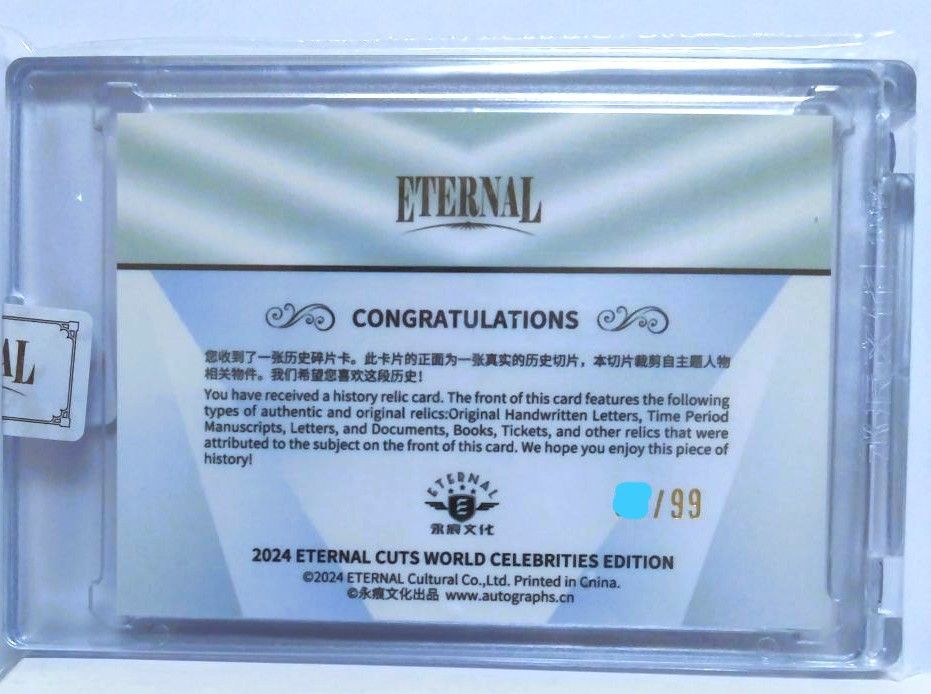 ETERNAL
CONGRATULATIONS
AL
您收到了一张历史碎片卡。此卡片的正面为一张真实的历史切片，本切片裁剪自主题人物
相关物件。我们希望您喜欢这段历史！
You have received a history relic card. The front of this card features the following
types of authentic and original relics:Original Handwritten Letters, Time Period
Manuscripts, Letters, and Documents, Books, Tickets, and other relics that were
attributed to the subject on the front of this card. We hope you enjoy this piece of
history!
ETERNAL
E
永痕文化
/99
2024 ETERNAL CUTS WORLD CELEBRITIES EDITION
©2024 ETERNAL Cultural Co.,Ltd. Printed in Cnina.
©永痕文化出品 www.autographs.cn